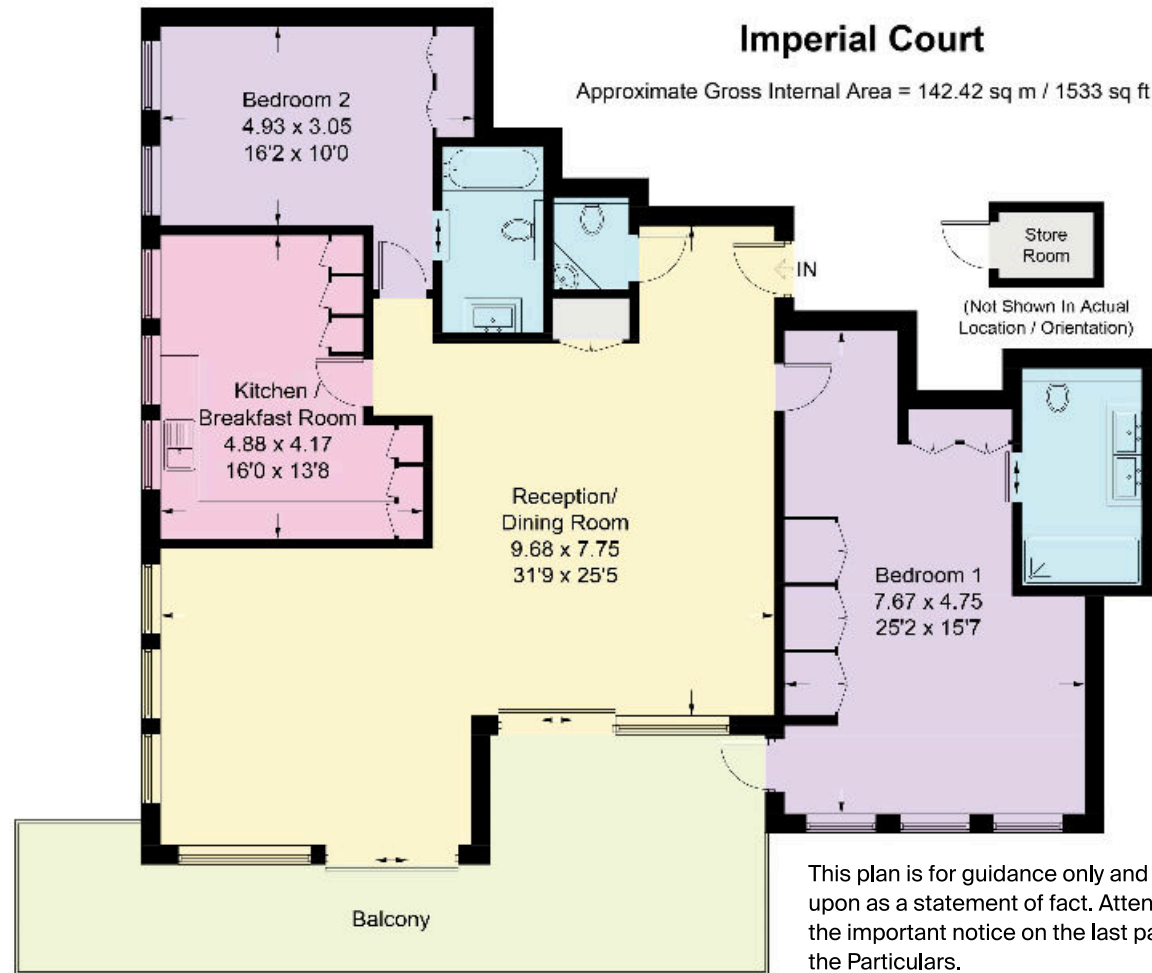 Imperial Court
Approximate Gross Internal Area = 142.42 sq m / 1533 sq ft
Bedroom 2
4.93 x 3.05
16'2 x 10'0
IN
Store
Room
(Not Shown In Actual
Location / Orientation)
Kitchen /
Breakfast Room
4.88 x 4.17
16'0 x 13'8
Reception/
Dining Room
9.68 x 7.75
31'9 x 25'5
Bedroom 1
7.67 x 4.75
25'2 x 15'7
Balcony
This plan is for guidance only and
upon as a statement of fact. Atten
the important notice on the last pa
the Particulars.